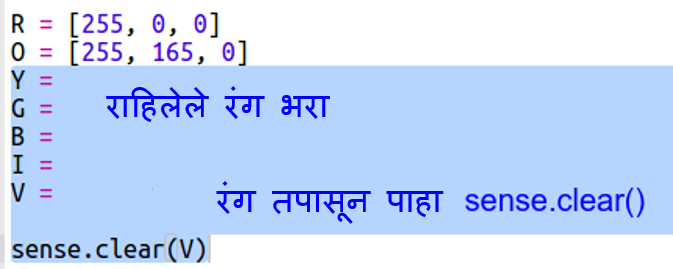 R = [255, 0, 0]
O = [255, 165, 0]
Y =
राहिलेले रंग भरा
G =
B =
I =
V =
रंग तपासून पाहा sense.clear()
sense.clear(V)